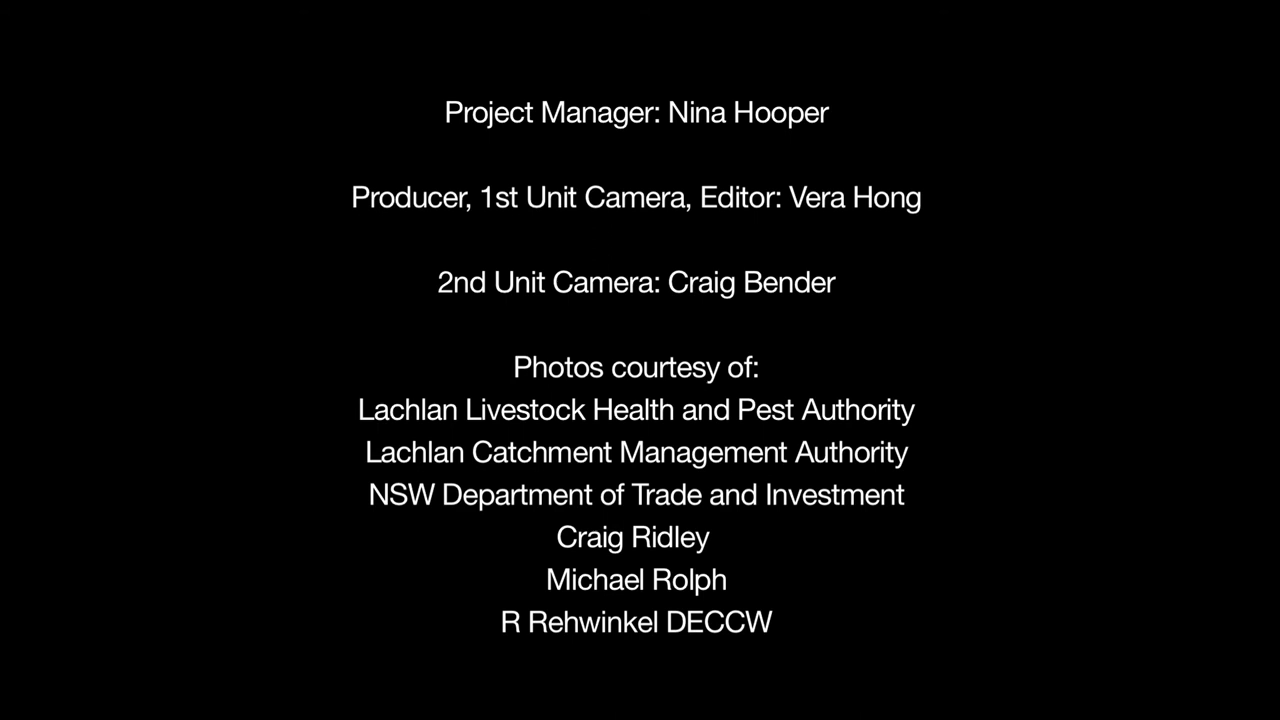 Project Manager: Nina Hooper
Producer, 1st Unit Camera, Editor: Vera Hong
2nd Unit Camera: Craig Bender
Photos courtesy of:
Lachlan Livestock Health and Pest Authority
Lachlan Catchment Management Authority
NSW Department of Trade and Investment
Craig Ridley
Michael Rolph
R Rehwinkel DECCW